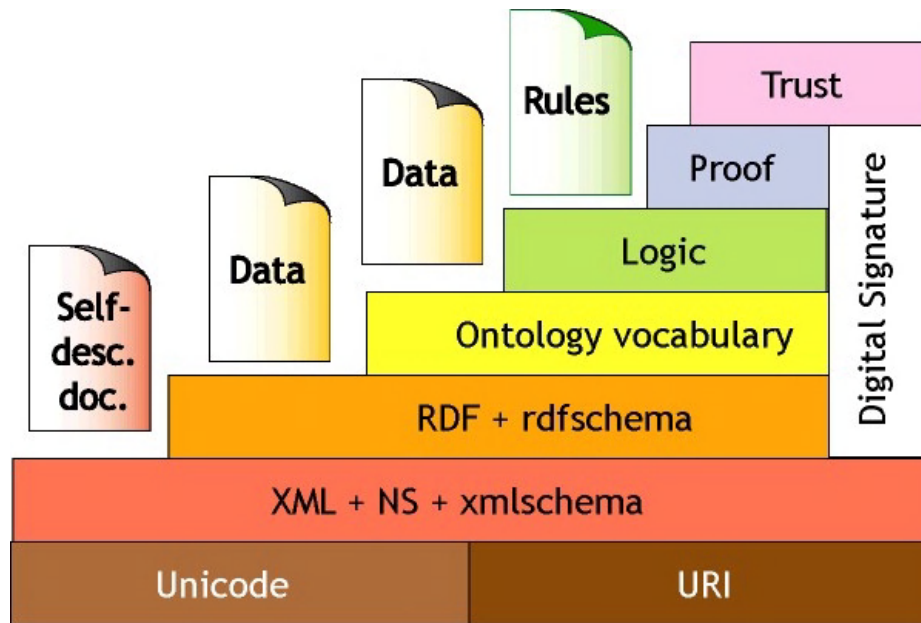 Rules
Trust
Data
Proof
Data
Logic
Digital Signature
Self-
desc.
doc.
Ontology vocabulary
RDF + rdfschema
XML + NS + xmlschema
Unicode
URI